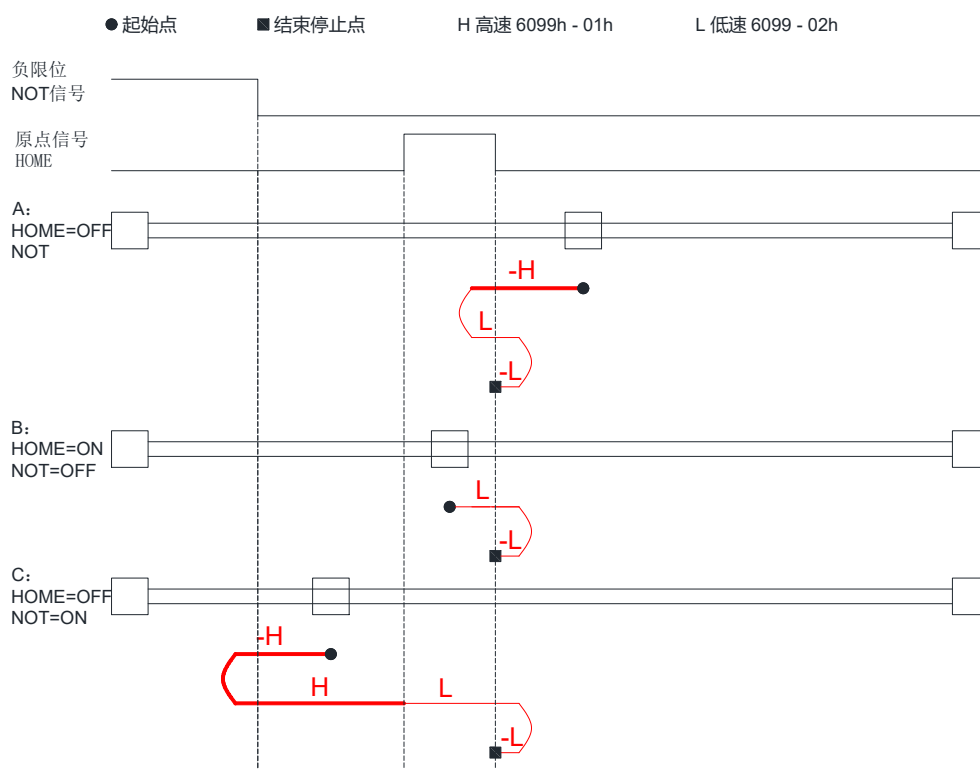 ● 起始点 ■ 结束停止点 H 高速 6099h - 01h L 低速 6099 - 02h
负限位
NOT信号
原点信号
HOME
A:
HOME=OFF
NOT
-H
L
-L
B:
HOME=ON
NOT=OFF
L
-L
C:
HOME=OFF
NOT=ON
-H
H L
-L